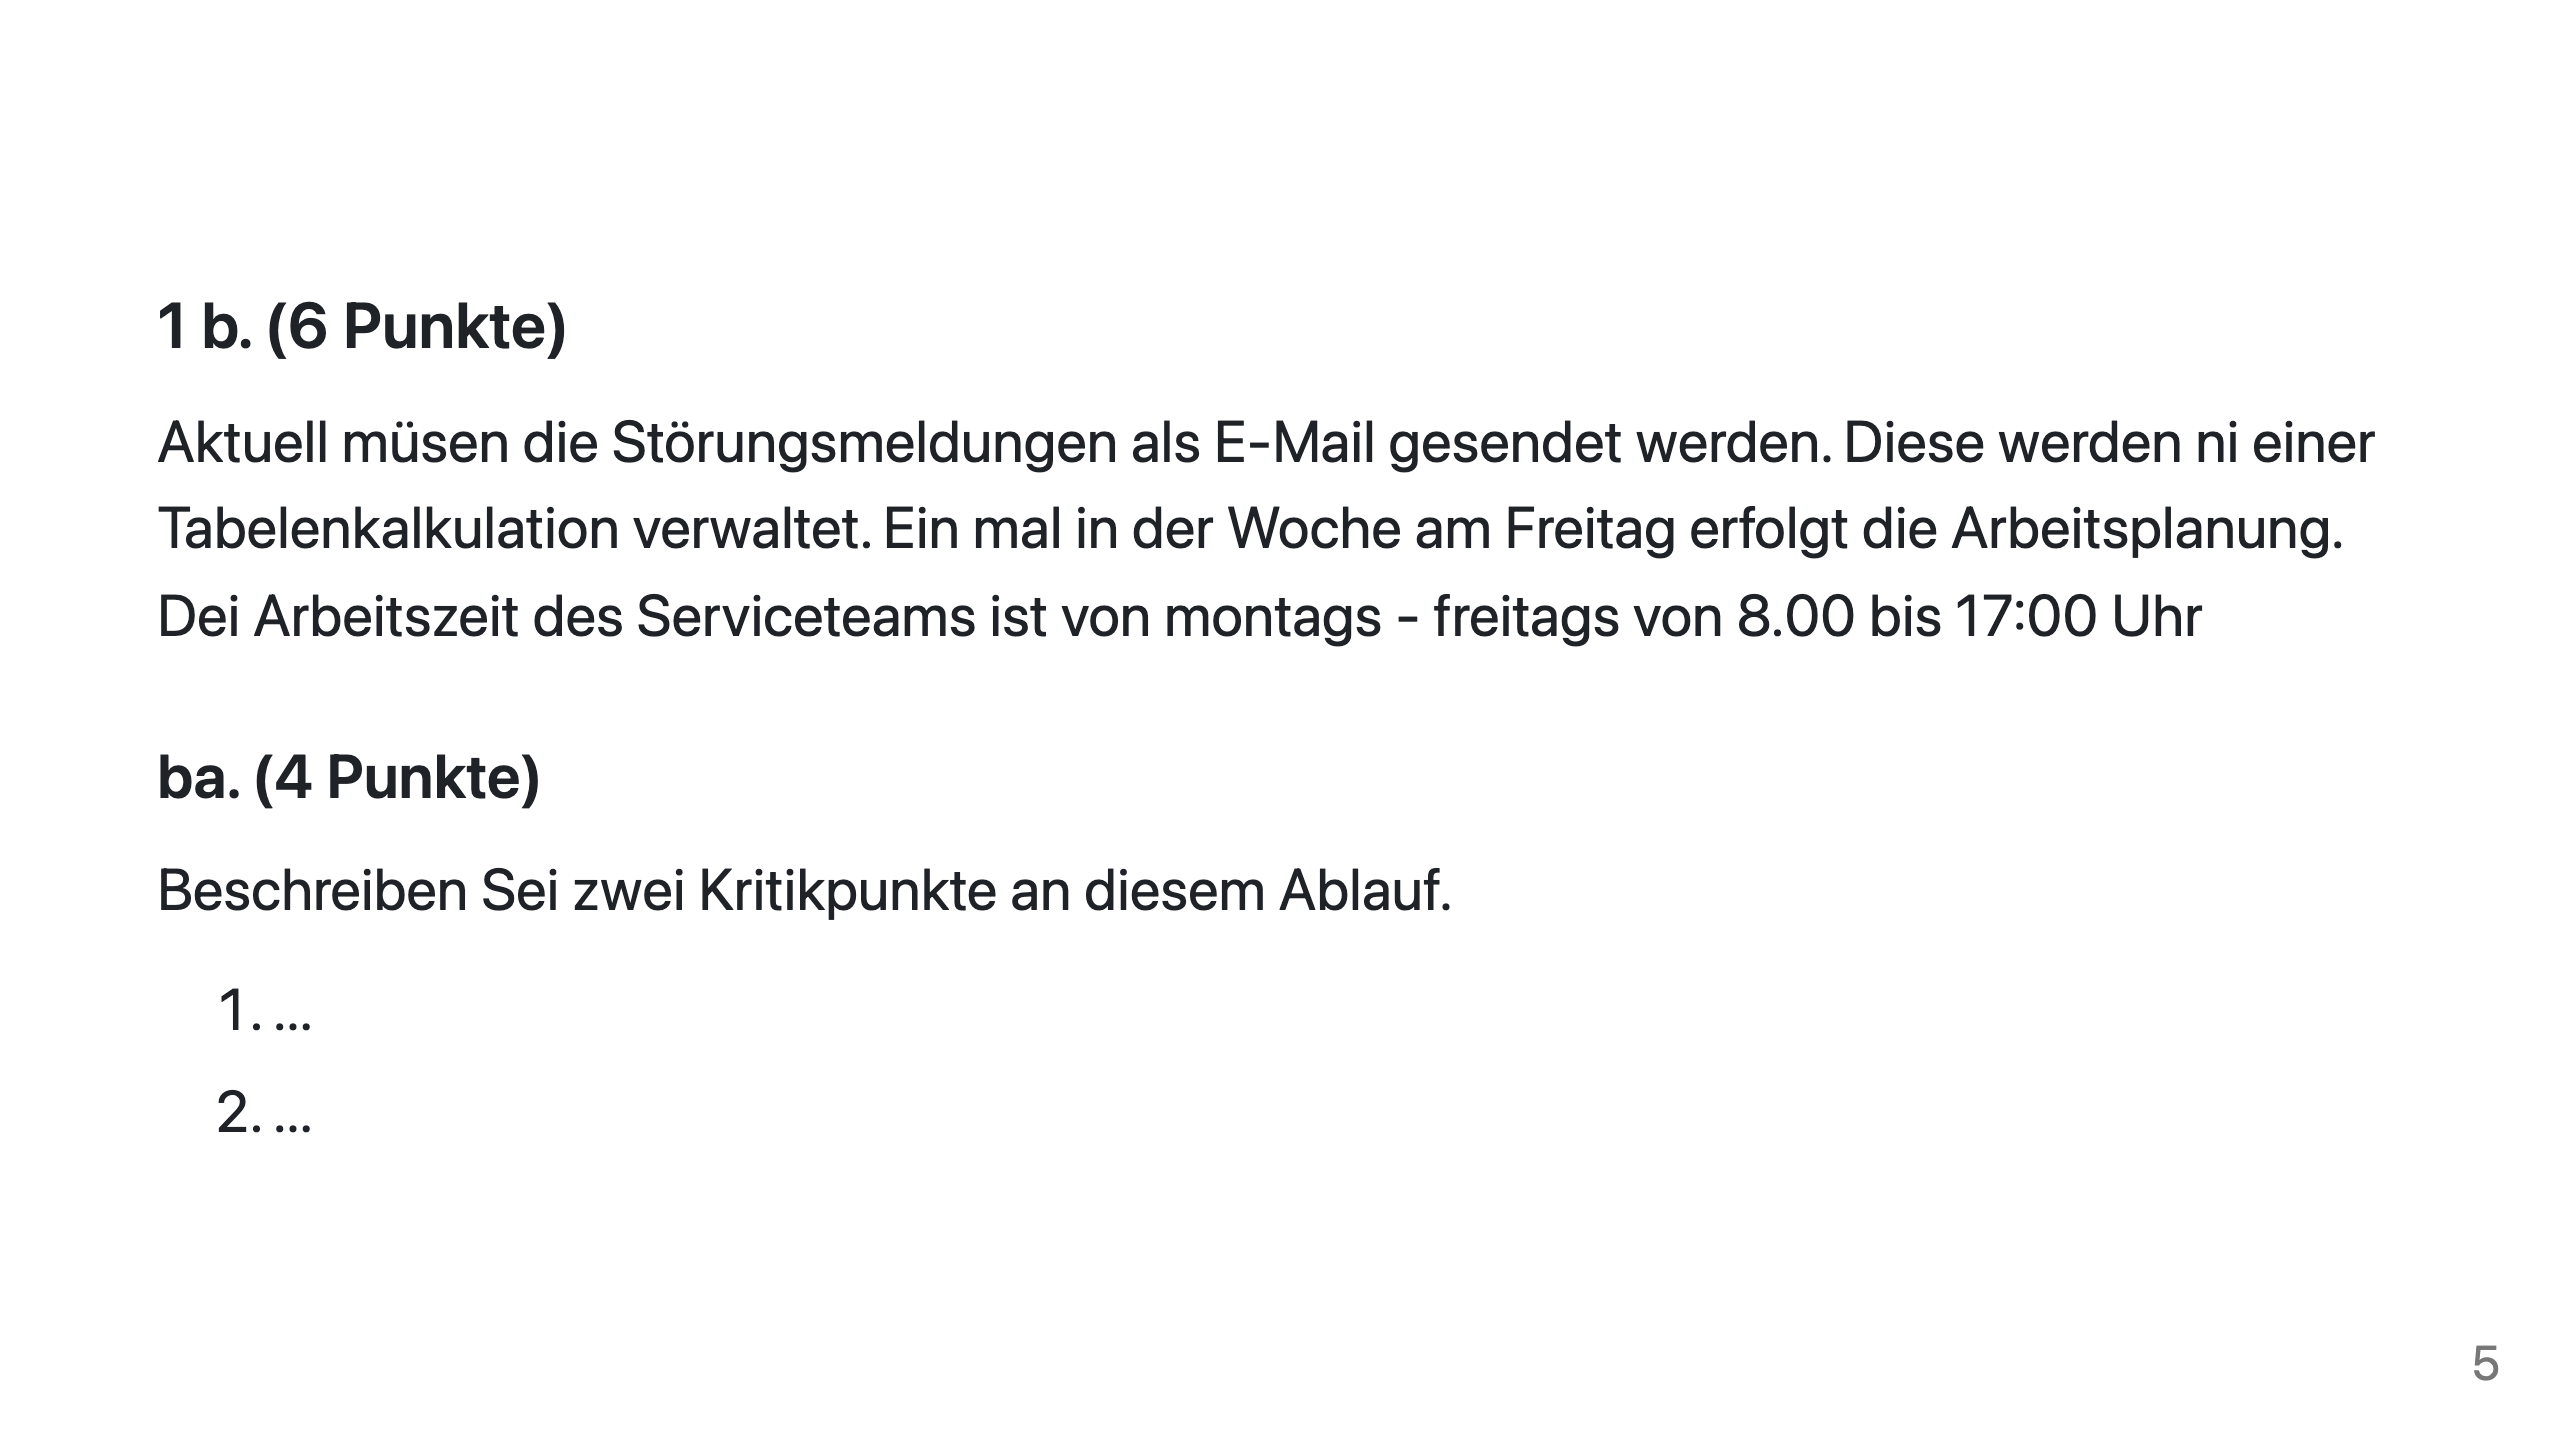 1 b. (6 Punkte)
Aktuell müsen die Störungsmeldungen als E-Mail gesendet werden. Diese werden ni einer
Tabelenkalkulation verwaltet. Ein mal in der Woche am Freitag erfolgt die Arbeitsplanung.
Dei Arbeitszeit des Serviceteams ist von montags - freitags von 8.00 bis 17:00 Uhr
ba. (4 Punkte)
Beschreiben Sei zwei Kritikpunkte an diesem Ablauf.
1. ...
2. ...
5